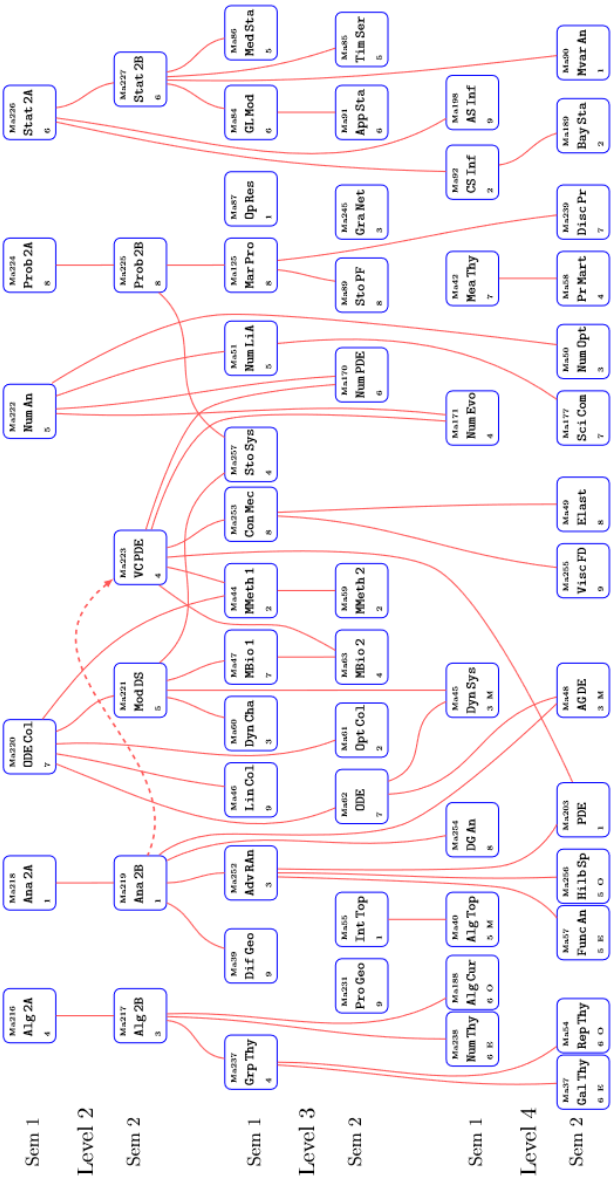 Sem 1
Ma216
Alg 2A
4
Ma218
Ana 2A
1
Ma220
ODE Col
7
Ma222
Num An
5
Ma224
Prob 2A
8
Ma226
Stat 2A
6
Level 2
Sem 2
Ma217
Alg 2B
3
Ma219
Ana 2B
1
Ma221
Mod DS
5
Ma223
VC PDE
4
Ma225
Prob 2B
8
Ma227
Stat 2B
6
Sem 1
Ma237
Grp Thy
4
Ma39
Dif Geo
9
Ma252
Adv RAn
3
Ma46
Lin Col
9
Ma60
Dyn Cha
3
Ma47
MBio 1
7
Ma44
MMeth 1
2
Ma253
Con Mec
8
Ma257
Sto Sys
4
Ma51
Num LiA
5
Ma125
Mar Pro
8
Ma87
Op Res
1
Ma84
GL Mod
6
Ma86
Med Sta
5
Level 3
Sem 2
Ma231
Pro Geo
9
Ma55
Int Top
1
Ma62
ODE
7
Ma61
Opt Col
2
Ma63
MBio 2
4
Ma59
MMeth 2
2
Ma170
Num PDE
6
Ma89
Sto PF
8
Ma245
Gra Net
3
Ma91
App Sta
6
Ma85
Tim Ser
5
Sem 1
Ma238
Num Thy
6 E
Ma188
Alg Cur
6 O
Ma40
Alg Top
5 M
Ma254
DG An
8
Ma45
Dyn Sys
3 M
Ma171
Num Evo
4
Ma42
Mea Thy
7
Ma92
CS Inf
2
Ma198
AS Inf
9
Level 4
Sem 2
Ma37
Gal Thy
6 E
Ma54
Rep Thy
6 O
Ma57
Func An
5 E
Ma256
Hilb Sp
5 O
Ma203
PDE
1
Ma48
AG DE
3 M
Ma255
Visc FD
9
Ma49
Elast
8
Ma177
Sci Com
7
Ma50
Num Opt
3
Ma58
Pr Mart
4
Ma239
Disc Pr
7
Ma189
Bay Sta
2
Ma90
Mvar An
1